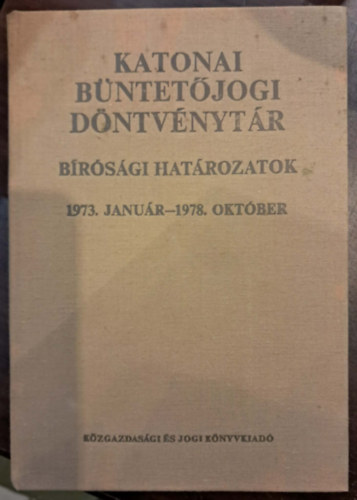 KATONAI
BÜNTETŐJOGI
DÖNTVÉNYTÁR
BÍRÓSÁGI HATÁROZATOK
1973. JANUÁR–1978. OKTÓBER
KÖZGAZDASÁGI ÉS JOGI KÖNYVKIADÓ